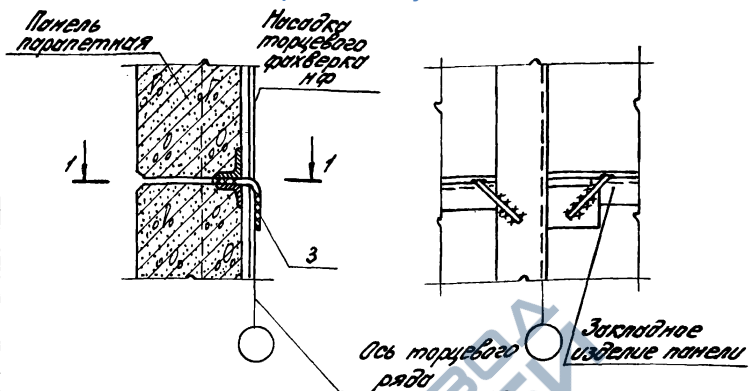 Панель
парапетная
Насадка
торцевого
фахверка
НФ
1
1
3
Ось торцевого
ряда
Закладное
изделие панели